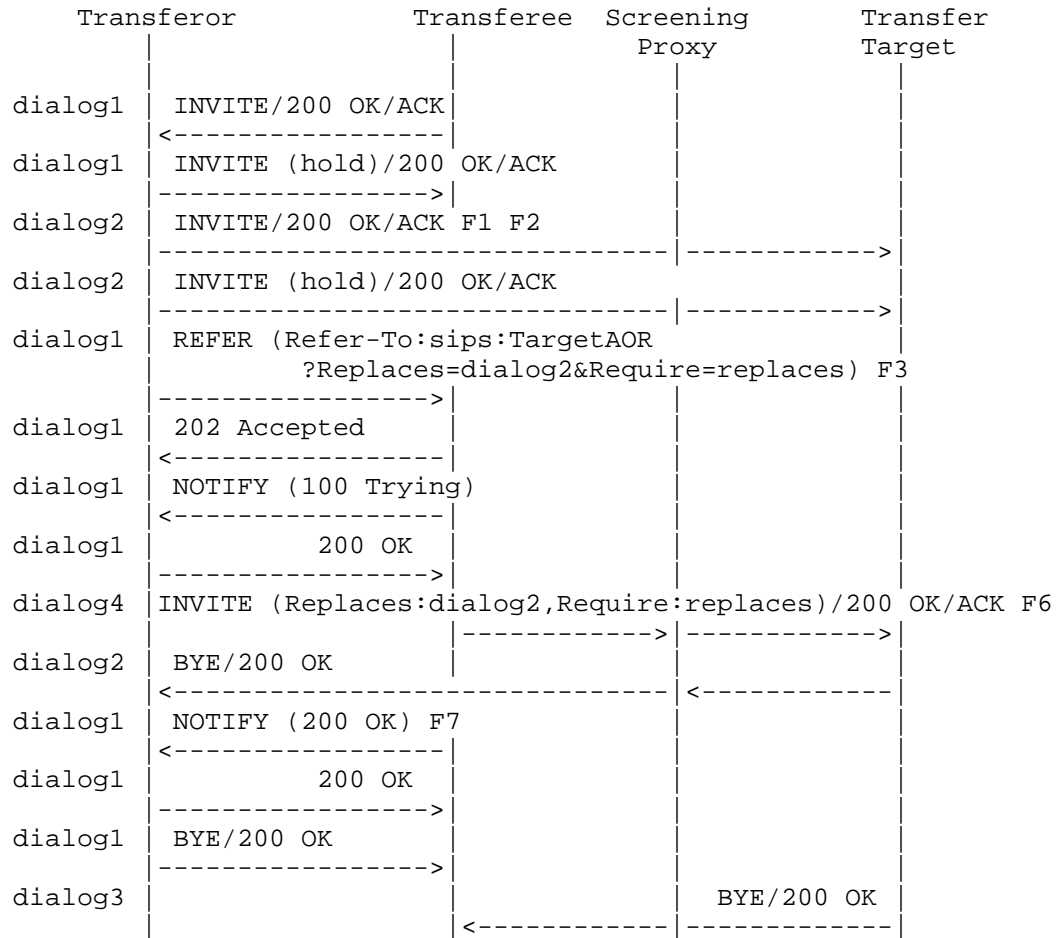 Transferor Transferee Screening Transfer
Proxy Target
dialog1 INVITE/200 OK/ACK
dialog1 INVITE (hold)/200 OK/ACK
dialog2 INVITE/200 OK/ACK F1 F2
dialog2 INVITE (hold)/200 OK/ACK
dialog1 REFER (Refer-To:sips:TargetAOR
?Replaces=dialog2&Require=replaces) F3
dialog1 202 Accepted
dialog1 NOTIFY (100 Trying)
dialog1 200 OK
dialog4 INVITE (Replaces:dialog2,Require:replaces)/200 OK/ACK F6
dialog2 BYE/200 OK
dialog1 NOTIFY (200 OK) F7
dialog1 200 OK
dialog1 BYE/200 OK
dialog3 BYE/200 OK